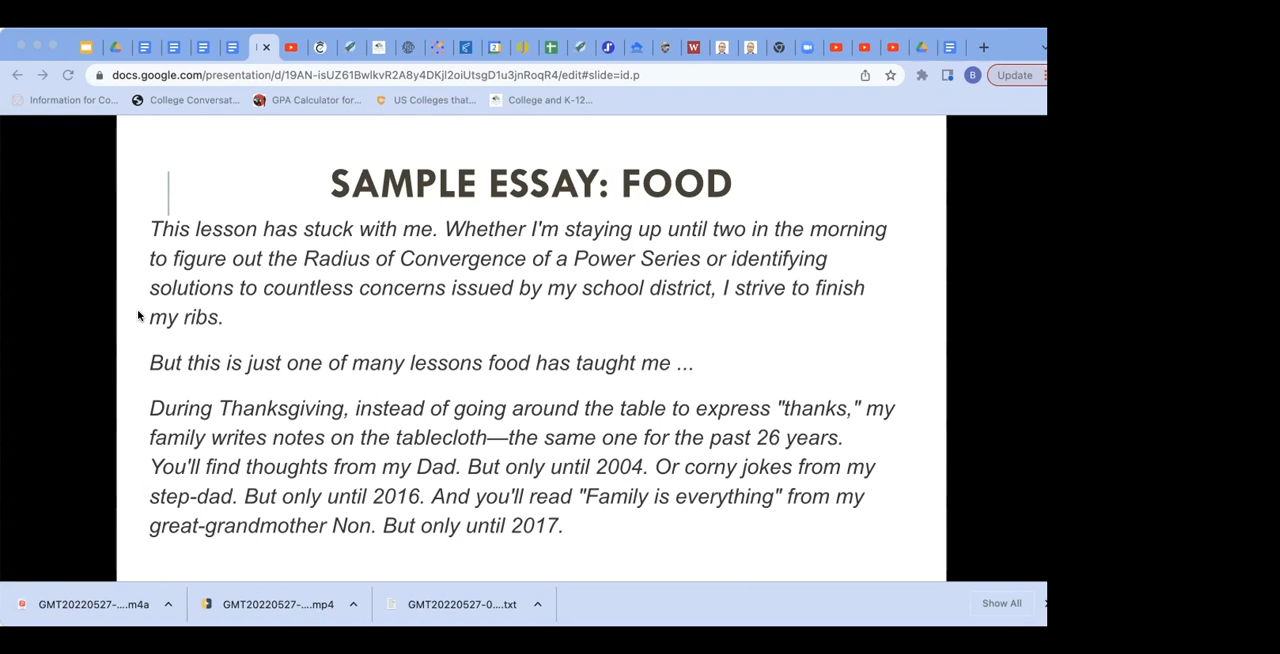 docs.google.com/presentation/d/19AN-isUZ61BwlkvR2A8y4DKjl2oiUtsgD1u3jnRoqR4/edit#slide=id.p
B
Update
Information for Co...
College Conversat...
GPA Calculator for...
US Colleges that...
College and K-12...
SAMPLE ESSAY: FOOD
This lesson has stuck with me. Whether I'm staying up until two in the morning
to figure out the Radius of Convergence of a Power Series or identifying
solutions to countless concerns issued by my school district, I strive to finish
my ribs.
But this is just one of many lessons food has taught me ...
During Thanksgiving, instead of going around the table to express "thanks," my
family writes notes on the tablecloth—the same one for the past 26 years.
You'll find thoughts from my Dad. But only until 2004. Or corny jokes from my
step-dad. But only until 2016. And you'll read "Family is everything" from my
great-grandmother Non. But only until 2017.
GMT20220527-....m4a
GMT20220527-....mp4
GMT20220527-0....txt
Show All